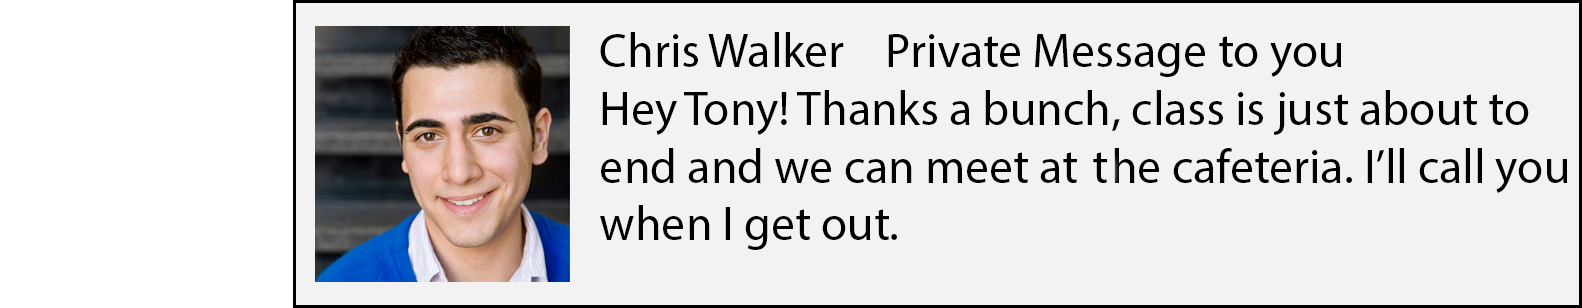 Chris Walker    Private Message to you
Hey Tony! Thanks a bunch, class is just about to
end and we can meet at the cafeteria. I’ll call you
when I get out.